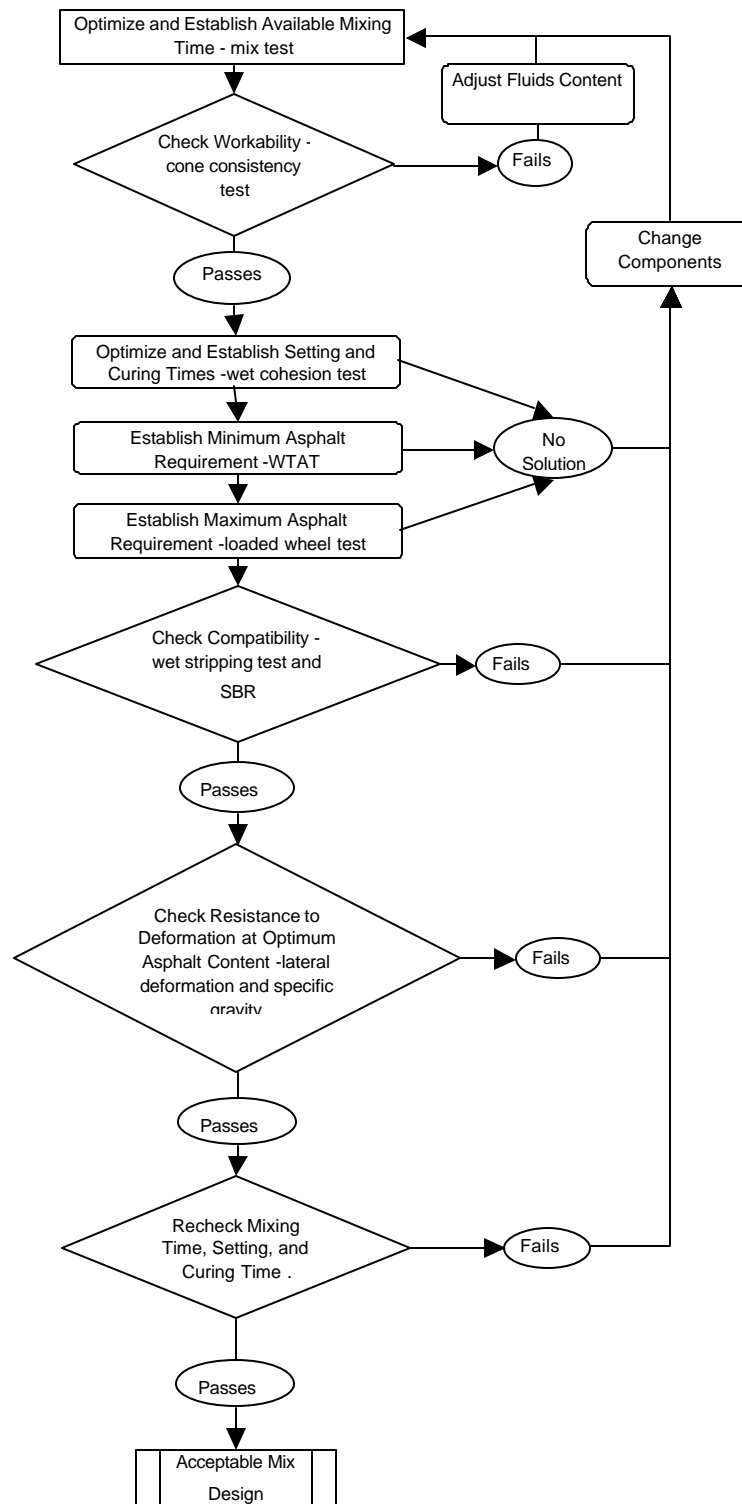 Optimize and Establish Available Mixing
Time - mix test
Adjust Fluids Content
Check Workability -
cone consistency
test
Fails
Change
Components
Passes
Optimize and Establish Setting and
Curing Times -wet cohesion test
Establish Minimum Asphalt
Requirement -WTAT
No
Solution
Establish Maximum Asphalt
Requirement -loaded wheel test
Check Compatibility -
wet stripping test and
SBR
Fails
Passes
Check Resistance to
Deformation at Optimum
Asphalt Content -lateral
deformation and specific
gravity
Fails
Passes
Recheck Mixing
Time, Setting, and
Curing Time .
Fails
Passes
Acceptable Mix
Design